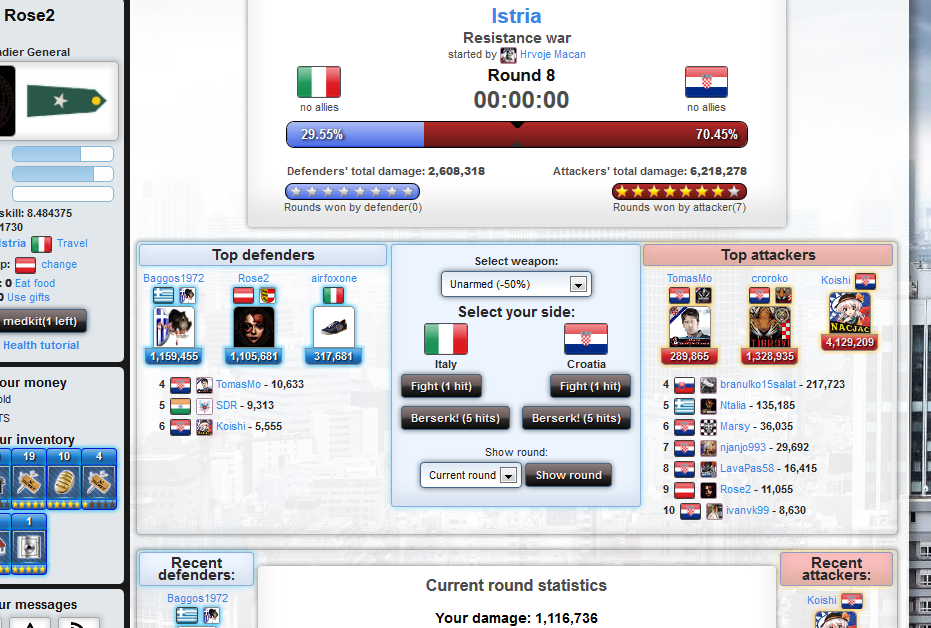 Rose2
dier General
skill: 8.484375
1730
Istria Travel
p: change
: 0 Eat food
0 Use gifts
medkit(1 left)
Health tutorial
our money
old
TS
ur inventory
19 10 4
1
ur messages
Istria
Resistance war
started by Hrvoje Macan
Round 8
00:00:00
no allies
no allies
29.55% 70.45%
Defenders' total damage: 2,608,318
Attackers' total damage: 6,218,278
Rounds won by defender(0)
Rounds won by attacker(7)
Top defenders
Baggos1972 Rose2 airfoxone
1,159,455 1,105,681 317,681
4 TomasMo - 10,633
5 SDR - 9,313
6 Koishi - 5,555
Select weapon:
Unarmed (-50%)
Select your side:
Italy Croatia
Fight (1 hit) Fight (1 hit)
Berserk! (5 hits) Berserk! (5 hits)
Show round:
Current round Show round
Top attackers
TomasMo croroko Koishi
NACJAC
TIGROVI
289,865 1,328,935 4,129,209
4 branulko15salat - 217,723
5 Ntalia - 135,185
6 Marsy - 36,035
7 njanjo993 - 29,692
8 LavaPas58 - 16,415
9 Rose2 - 11,055
10 ivanvk99 - 8,630
Recent
defenders:
Baggos1972
Current round statistics
Your damage: 1,116,736
Recent
attackers:
Koishi